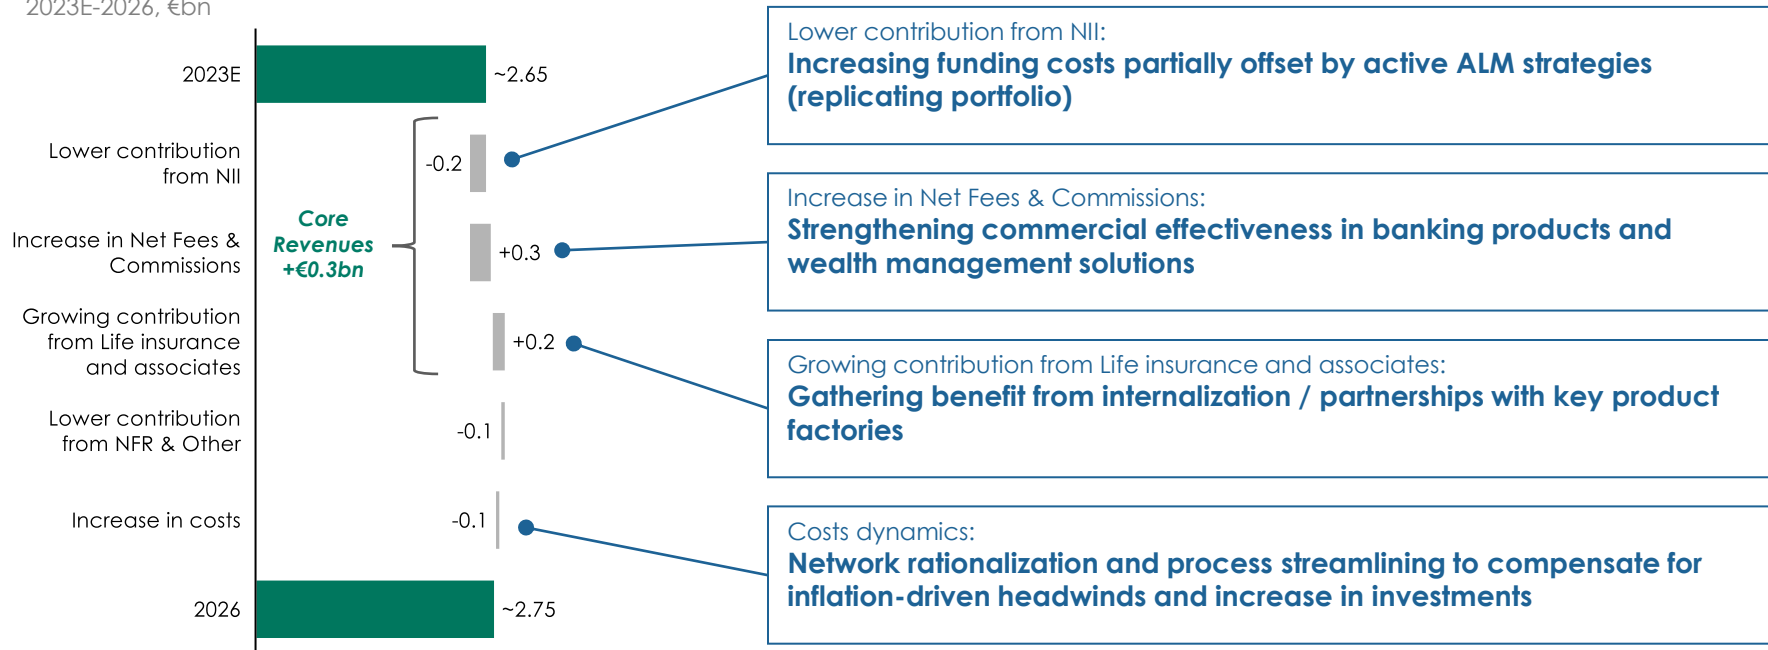 2023E-2026, €bn
2023E
~2.65
Lower contribution
from NII
-0.2
Increase in Net Fees &
Commissions
+0.3
Core
Revenues
+€0.3bn
Growing contribution
from Life insurance
and associates
+0.2
Lower contribution
from NFR & Other
-0.1
Increase in costs
-0.1
2026
~2.75
Lower contribution from NII:
Increasing funding costs partially offset by active ALM strategies
(replicating portfolio)
Increase in Net Fees & Commissions:
Strengthening commercial effectiveness in banking products and
wealth management solutions
Growing contribution from Life insurance and associates:
Gathering benefit from internalization / partnerships with key product
factories
Costs dynamics:
Network rationalization and process streamlining to compensate for
inflation-driven headwinds and increase in investments